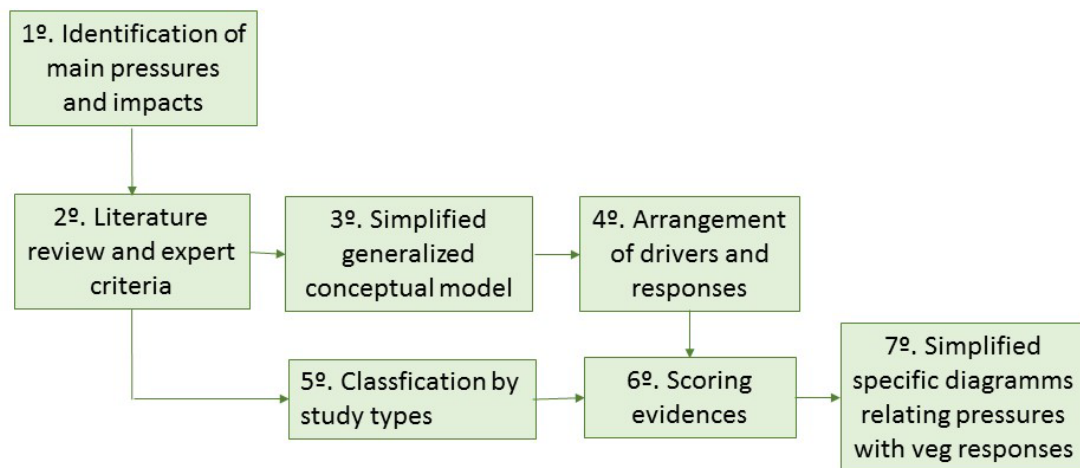 1º. Identification of
main pressures
and impacts
2º. Literature
review and expert
criteria
3º. Simplified
generalized
conceptual model
4º. Arrangement
of drivers and
responses
5º. Classfication by
study types
6º. Scoring
evidences
7º. Simplified
specific diagramms
relating pressures
with veg responses